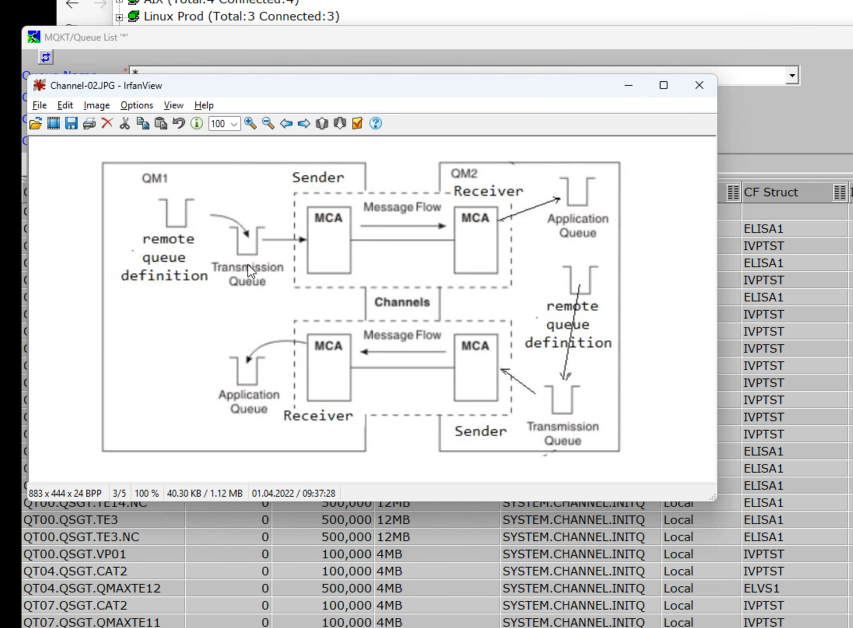 AIX (Total:4 Connected:4)
Linux Prod (Total:3 Connected:3)
MQKT/Queue List '*'
*
Channel-02.JPG - IrfanView
File Edit Image Options View Help
100
QM1
Sender
QM2
Receiver
MCA
Message Flow
MCA
Application
Queue
remote
queue
definition
Transmission
Queue
Channels
remote
queue
definition
MCA
Message Flow
MCA
Application
Queue
Receiver
Sender
Transmission
Queue
883 x 444 x 24 BPP 3/5 100 % 40.30 KB / 1.12 MB 01.04.2022 / 09:37:28
CF Struct
ELISA1
IVPTST
ELISA1
IVPTST
ELISA1
IVPTST
IVPTST
IVPTST
IVPTST
IVPTST
IVPTST
IVPTST
IVPTST
ELISA1
ELISA1
ELISA1
QT00.QSGT.TE14.NC 0 500,000 12MB SYSTEM.CHANNEL.INITQ Local ELISA1
QT00.QSGT.TE3 0 500,000 12MB SYSTEM.CHANNEL.INITQ Local ELISA1
QT00.QSGT.TE3.NC 0 500,000 12MB SYSTEM.CHANNEL.INITQ Local ELISA1
QT00.QSGT.VP01 0 100,000 4MB SYSTEM.CHANNEL.INITQ Local IVPTST
QT04.QSGT.CAT2 0 100,000 4MB SYSTEM.CHANNEL.INITQ Local IVPTST
QT04.QSGT.QMAXTE12 0 500,000 4MB SYSTEM.CHANNEL.INITQ Local ELVS1
QT07.QSGT.CAT2 0 100,000 4MB SYSTEM.CHANNEL.INITQ Local IVPTST
QT07.QSGT.QMAXTE11 0 100,000 4MB SYSTEM.CHANNEL.INITQ Local IVPTST